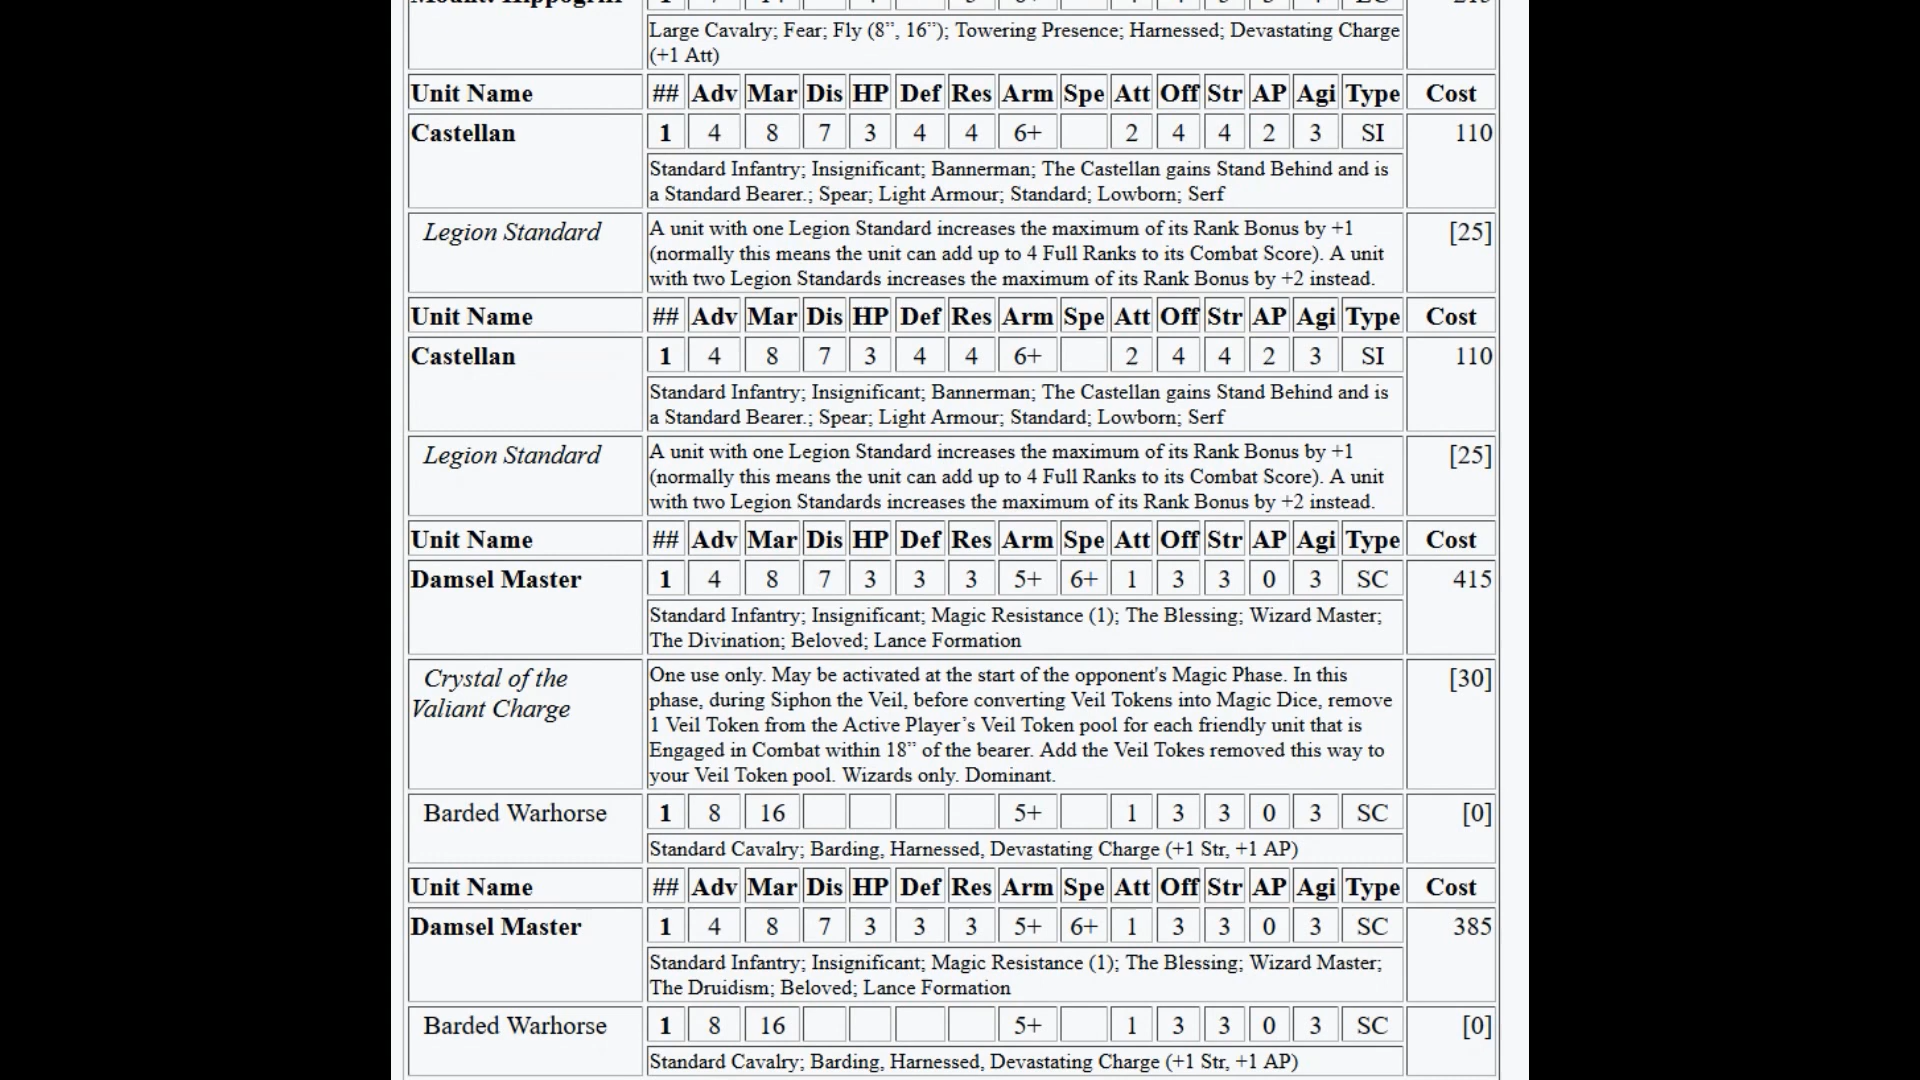 Large Cavalry; Fear; Fly (8”, 16”); Towering Presence; Harnessed; Devastating Charge
(+1 Att)
Unit Name ## Adv Mar Dis HP Def Res Arm Spe Att Off Str AP Agi Type Cost
Castellan 1 4 8 7 3 4 4 6+ 2 4 4 2 3 SI 110
Standard Infantry; Insignificant; Bannerman; The Castellan gains Stand Behind and is
a Standard Bearer.; Spear; Light Armour; Standard; Lowborn; Serf
Legion Standard [25]
A unit with one Legion Standard increases the maximum of its Rank Bonus by +1
(normally this means the unit can add up to 4 Full Ranks to its Combat Score). A unit
with two Legion Standards increases the maximum of its Rank Bonus by +2 instead.
Unit Name ## Adv Mar Dis HP Def Res Arm Spe Att Off Str AP Agi Type Cost
Castellan 1 4 8 7 3 4 4 6+ 2 4 4 2 3 SI 110
Standard Infantry; Insignificant; Bannerman; The Castellan gains Stand Behind and is
a Standard Bearer.; Spear; Light Armour; Standard; Lowborn; Serf
Legion Standard [25]
A unit with one Legion Standard increases the maximum of its Rank Bonus by +1
(normally this means the unit can add up to 4 Full Ranks to its Combat Score). A unit
with two Legion Standards increases the maximum of its Rank Bonus by +2 instead.
Unit Name ## Adv Mar Dis HP Def Res Arm Spe Att Off Str AP Agi Type Cost
Damsel Master 1 4 8 7 3 3 3 5+ 6+ 1 3 3 0 3 SC 415
Standard Infantry; Insignificant; Magic Resistance (1); The Blessing; Wizard Master;
The Divination; Beloved; Lance Formation
Crystal of the
Valiant Charge [30]
One use only. May be activated at the start of the opponent's Magic Phase. In this
phase, during Siphon the Veil, before converting Veil Tokens into Magic Dice, remove
1 Veil Token from the Active Player’s Veil Token pool for each friendly unit that is
Engaged in Combat within 18” of the bearer. Add the Veil Tokes removed this way to
your Veil Token pool. Wizards only. Dominant.
Barded Warhorse 1 8 16 5+ 1 3 3 0 3 SC [0]
Standard Cavalry; Barding, Harnessed, Devastating Charge (+1 Str, +1 AP)
Unit Name ## Adv Mar Dis HP Def Res Arm Spe Att Off Str AP Agi Type Cost
Damsel Master 1 4 8 7 3 3 3 5+ 6+ 1 3 3 0 3 SC 385
Standard Infantry; Insignificant; Magic Resistance (1); The Blessing; Wizard Master;
The Druidism; Beloved; Lance Formation
Barded Warhorse 1 8 16 5+ 1 3 3 0 3 SC [0]
Standard Cavalry; Barding, Harnessed, Devastating Charge (+1 Str, +1 AP)